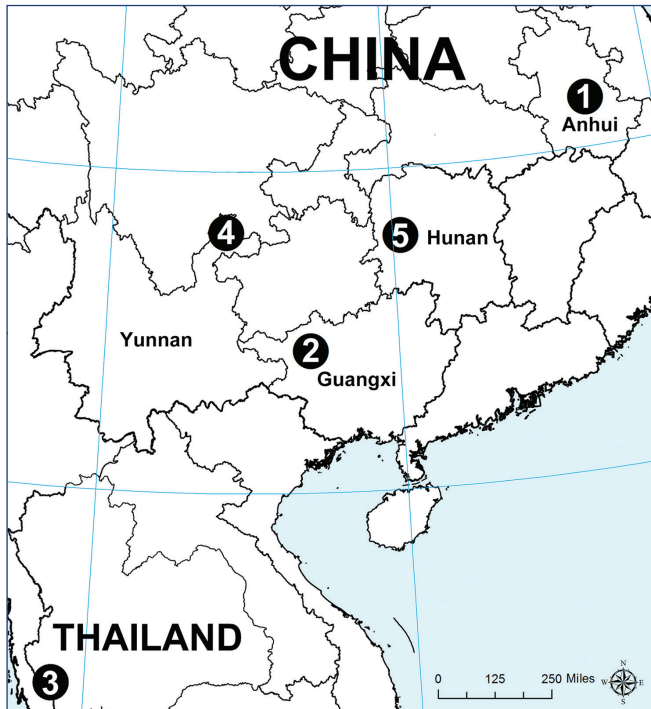 CHINA
1
Anhui
4
5 Hunan
Yunnan
2
Guangxi
THAILAND
3
0 125 250 Miles
N
W E
S